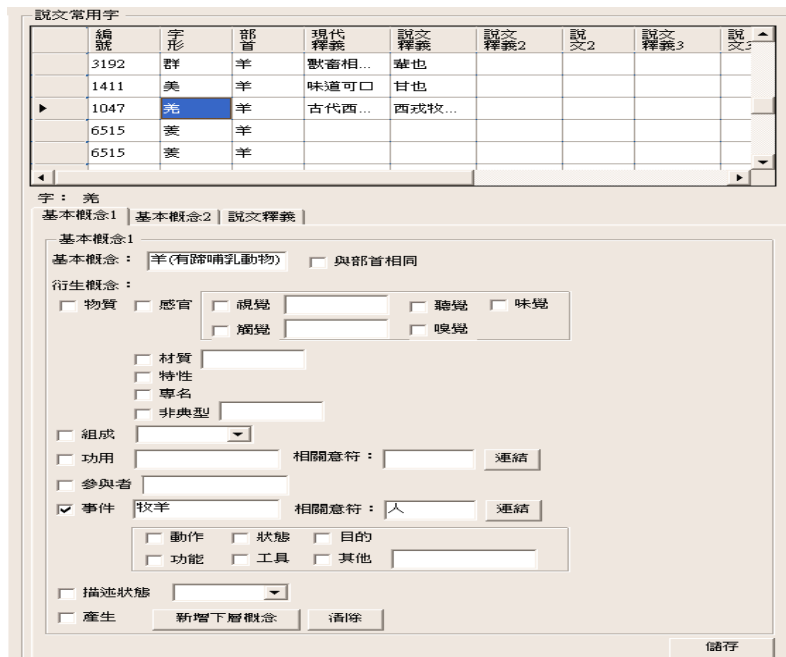 說文常用字
編號 字形 部首 現代釋義 說文釋義 說文釋義2 說文2 說文釋義3 說文3
3192 群 羊 獸畜相... 輩也
1411 美 羊 味道可口 甘也
1047 羌 羊 古代西... 西戎牧...
6515 羑 羊
6515 羑 羊
字： 羌
基本概念1 基本概念2 說文釋義
基本概念1
基本概念： 羊(有蹄哺乳動物) 與部首相同
衍生概念：
物質 感官 視覺 聽覺 味覺
觸覺 嗅覺
材質
特性
專名
非典型
組成
功用 相關意符： 連結
參與者
事件 牧羊 相關意符： 人 連結
動作 狀態 目的
功能 工具 其他
描述狀態
產生 新增下層概念 清除
儲存